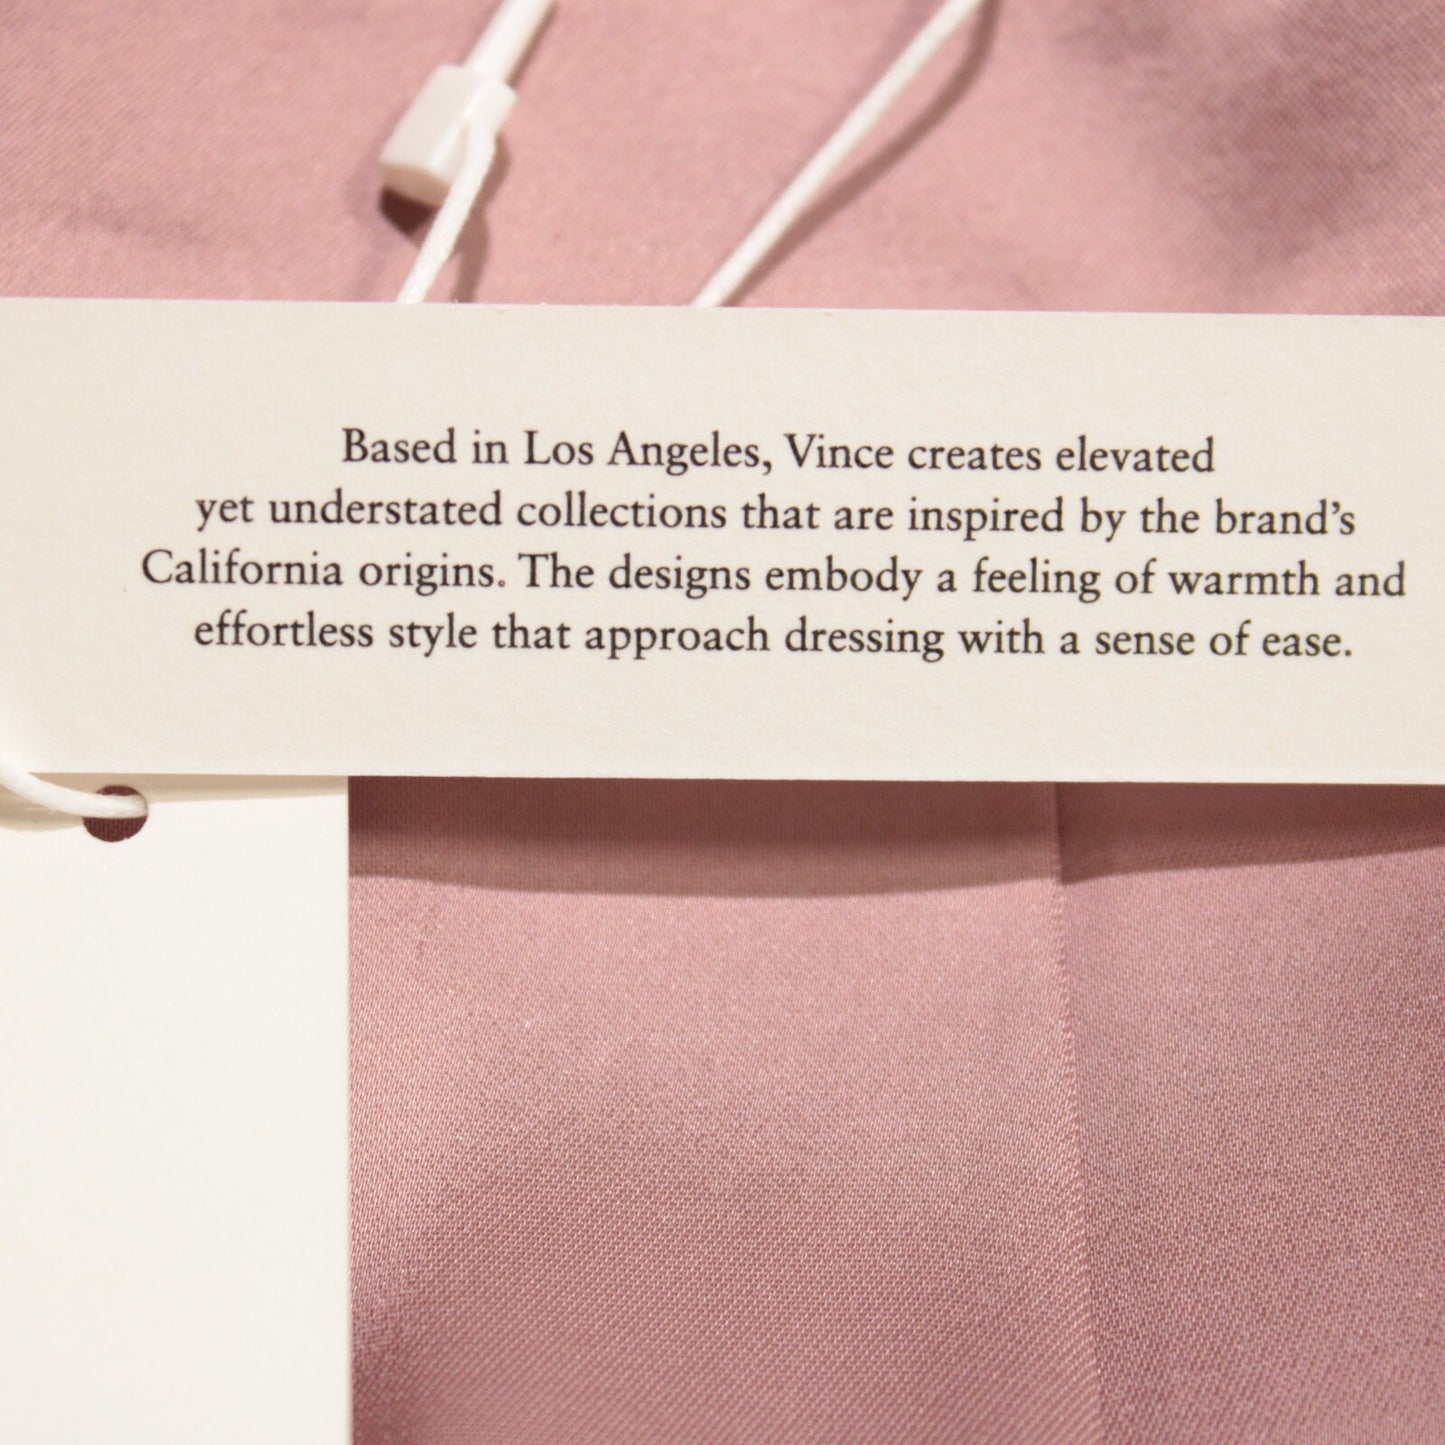 Based in Los Angeles, Vince creates elevated
yet understated collections that are inspired by the brand’s
California origins. The designs embody a feeling of warmth and
effortless style that approach dressing with a sense of ease.